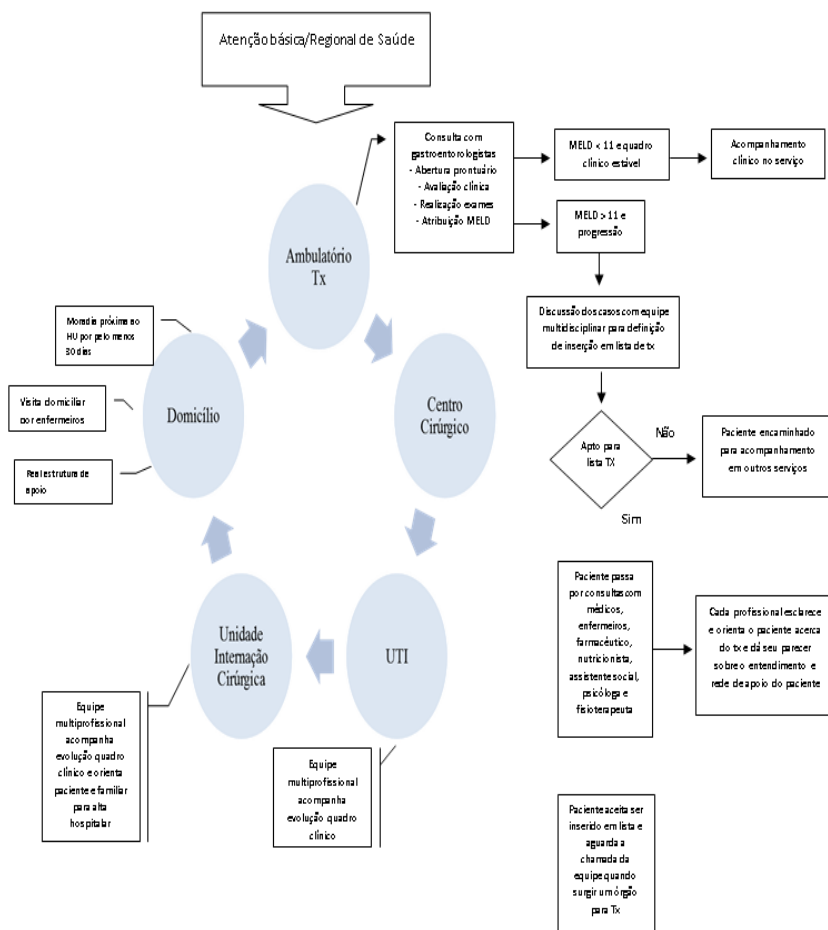 Atenção básica/Regional de Saúde
Consulta com
gastroentorologistas
- Abertura prontuário
- Avaliação clínica
- Realização exames
- Atribuição MELD
MELD < 11 e quadro
clínico estável
Acompanhamento
clínico no serviço
MELD > 11 e
progressão
Ambulatório
Tx
Discussão dos casos com equipe
multidisciplinar para definição
de inserção em lista de tx
Moradia próxima ao
HU por pelo menos
30 dias
Visita domiciliar
por enfermeiros
Real estrutura de
apoio
Domicílio
Centro
Cirúrgico
Apto para
lista TX
Não
Paciente encaminhado
para acompanhamento
em outros serviços
Sim
Unidade
Internação
Cirúrgica
UTI
Paciente passa
por consultas com
médicos,
enfermeiros,
farmacêutico,
nutricionista,
assistente social,
psicóloga e
fisioterapeuta
Cada profissional esclarece
e orienta o paciente acerca
do tx e dá seu parecer
sobre o entendimento e
rede de apoio do paciente
Equipe
multiprofissional
acompanha
evolução quadro
clínico e orienta
paciente e familiar
para alta
hospitalar
Equipe
multiprofissional
acompanha
evolução quadro
clínico
Paciente aceita ser
inserido em lista e
aguarda a
chamada da
equipe quando
surgir um órgão
para Tx